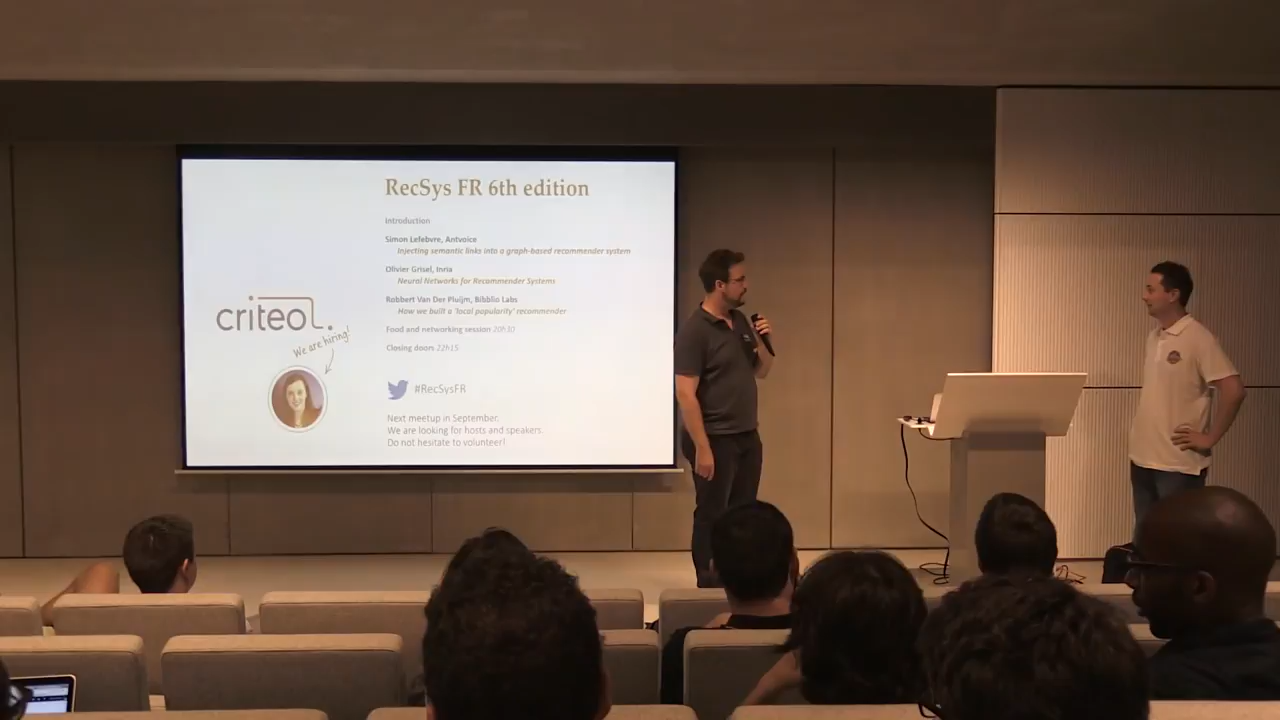 RecSys FR 6th edition
Introduction
Simon Lefebvre, Antvoice
Injecting semantic links into a graph-based recommender system
Olivier Grisel, Inria
Neural Networks for Recommender Systems
Robbert Van Der Pluijm, Bibblio Labs
How we built a 'local popularity' recommender
Food and networking session 20h30
Closing doors 22h15
criteo
We are hiring!
#RecSysFR
Next meetup in September.
We are looking for hosts and speakers.
Do not hesitate to volunteer!